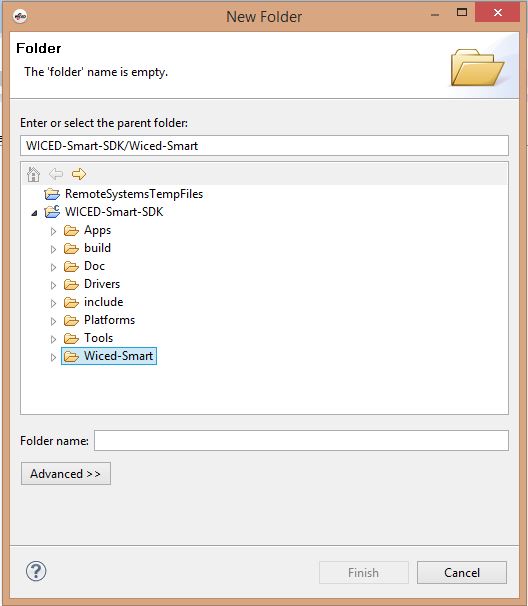 New Folder
Folder
The 'folder' name is empty.
Enter or select the parent folder:
WICED-Smart-SDK/Wiced-Smart
RemoteSystemsTempFiles
WICED-Smart-SDK
Apps
build
Doc
Drivers
include
Platforms
Tools
Wiced-Smart
Folder name:
Advanced >>
Finish Cancel